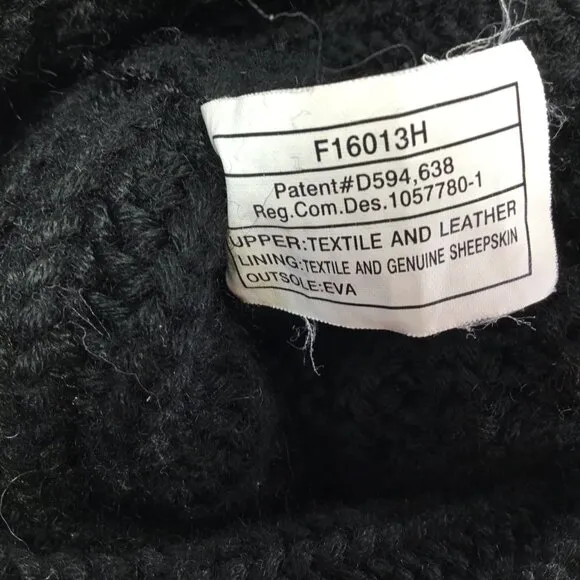 F16013H
Patent#D594,638
Reg.Com.Des.1057780-1
UPPER:TEXTILE AND LEATHER
LINING:TEXTILE AND GENUINE SHEEPSKIN
OUTSOLE:EVA